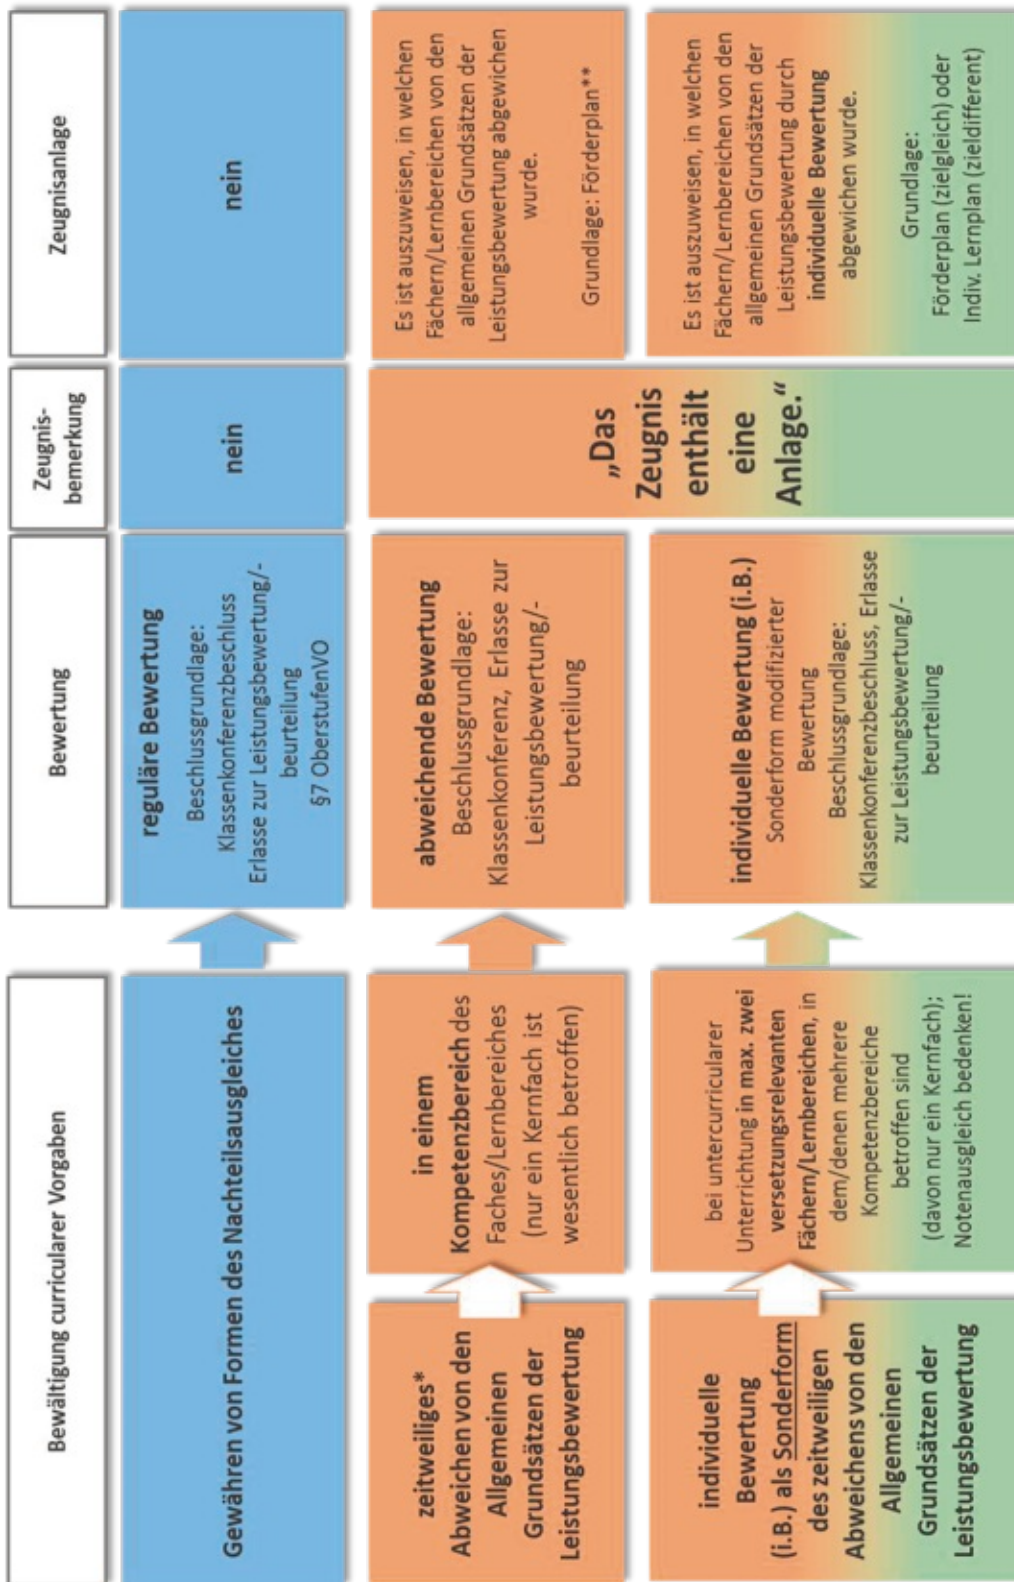 Bewältigung curricularer Vorgaben
Bewertung
Zeugnis-
bemerkung
Zeugnisanlage
Gewähren von Formen des Nachteilsausgleiches
reguläre Bewertung
Beschlussgrundlage:
Klassenkonferenzbeschluss
Erlasse zur Leistungsbewertung/-
beurteilung
§7 OberstufenVO
nein
nein
zeitweiliges*
Abweichen von den
Allgemeinen
Grundsätzen der
Leistungsbewertung
in einem
Kompetenzbereich des
Faches/Lernbereiches
(nur ein Kernfach ist
wesentlich betroffen)
abweichende Bewertung
Beschlussgrundlage:
Klassenkonferenz, Erlasse zur
Leistungsbewertung/-
beurteilung
„Das
Zeugnis
enthält
eine
Anlage.“
Es ist auszuweisen, in welchen
Fächern/Lernbereichen von den
allgemeinen Grundsätzen der
Leistungsbewertung abgewichen
wurde.
Grundlage: Förderplan**
individuelle
Bewertung
(i.B.) als Sonderform
des zeitweiligen
Abweichens von den
Allgemeinen
Grundsätzen der
Leistungsbewertung
bei untercurricularer
Unterrichtung in max. zwei
versetzungsrelevanten
Fächern/Lernbereichen, in
dem/denen mehrere
Kompetenzbereiche
betroffen sind
(davon nur ein Kernfach);
Notenausgleich bedenken!
individuelle Bewertung (i.B.)
Sonderform modifizierter
Bewertung
Beschlussgrundlage:
Klassenkonferenzbeschluss, Erlasse
zur Leistungsbewertung/-
beurteilung
Es ist auszuweisen, in welchen
Fächern/Lernbereichen von den
allgemeinen Grundsätzen der
Leistungsbewertung durch
individuelle Bewertung
abgewichen wurde.
Grundlage:
Förderplan (zielgleich) oder
Indiv. Lernplan (zieldifferent)